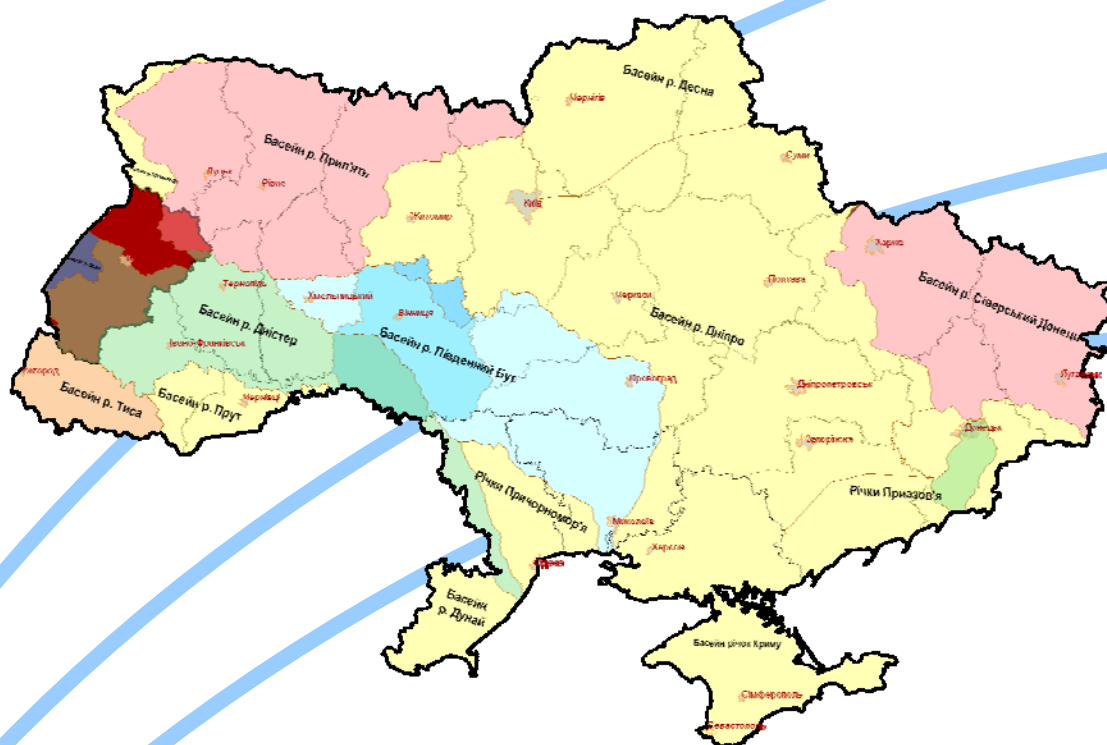 Басейн р. Десна
Чернігів
Басейн р. Прип'ять
Суми
Луцьк
Рівне
Київ
Житомир
Харків
Тернопіль
Хмельницький
Вінниця
Черкаси
Полтава
Басейн р. Сіверський Донець
Басейн р. Дністер
Басейн р. Південний Буг
Басейн р. Дніпро
Івано-Франківськ
Ужгород
Басейн р. Тиса
Басейн р. Прут
Чернівці
Кіровоград
Дніпропетровськ
Луганськ
Донецьк
Запоріжжя
Річки Причорномор'я
Річки Приазов'я
Миколаїв
Херсон
Одеса
Басейн
р. Дунай
Басейн річок Криму
Сімферополь
Севастополь